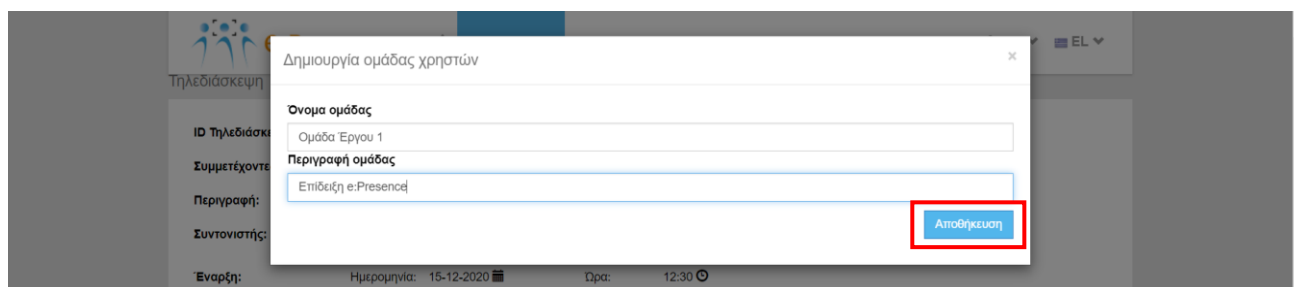 EL
Δημιουργία ομάδας χρηστών
×
Τηλεδιάσκεψη
Όνομα ομάδας
ID Τηλεδιάσκε
Ομάδα Έργου 1
Συμμετέχοντε
Περιγραφή ομάδας
Επίδειξη e:Presence
Περιγραφή:
Αποθήκευση
Συντονιστής:
Έναρξη: Ημερομηνία: 15-12-2020 Ώρα: 12:30